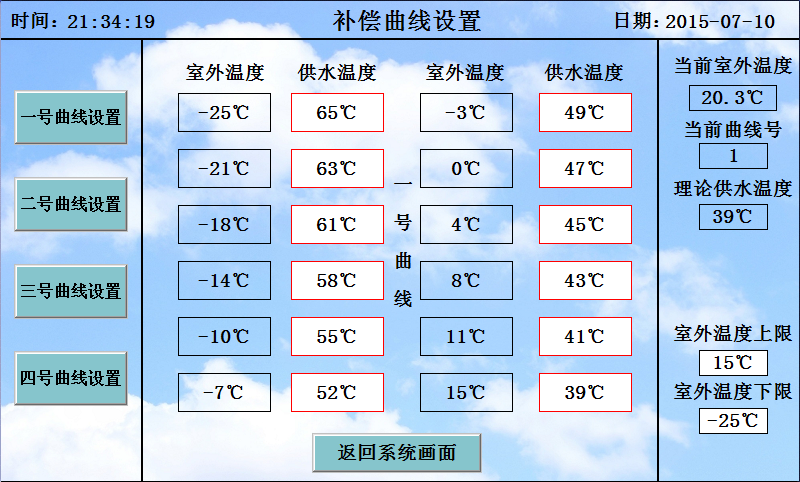 时间：21:34:19
补偿曲线设置
日期：2015-07-10
一号曲线设置
二号曲线设置
三号曲线设置
四号曲线设置
室外温度 供水温度 室外温度 供水温度
-25℃ 65℃ -3℃ 49℃
-21℃ 63℃ 0℃ 47℃
-18℃ 61℃ 4℃ 45℃
-14℃ 58℃ 8℃ 43℃
-10℃ 55℃ 11℃ 41℃
-7℃ 52℃ 15℃ 39℃
一号曲线
返回系统画面
当前室外温度
20.3℃
当前曲线号
1
理论供水温度
39℃
室外温度上限
15℃
室外温度下限
-25℃